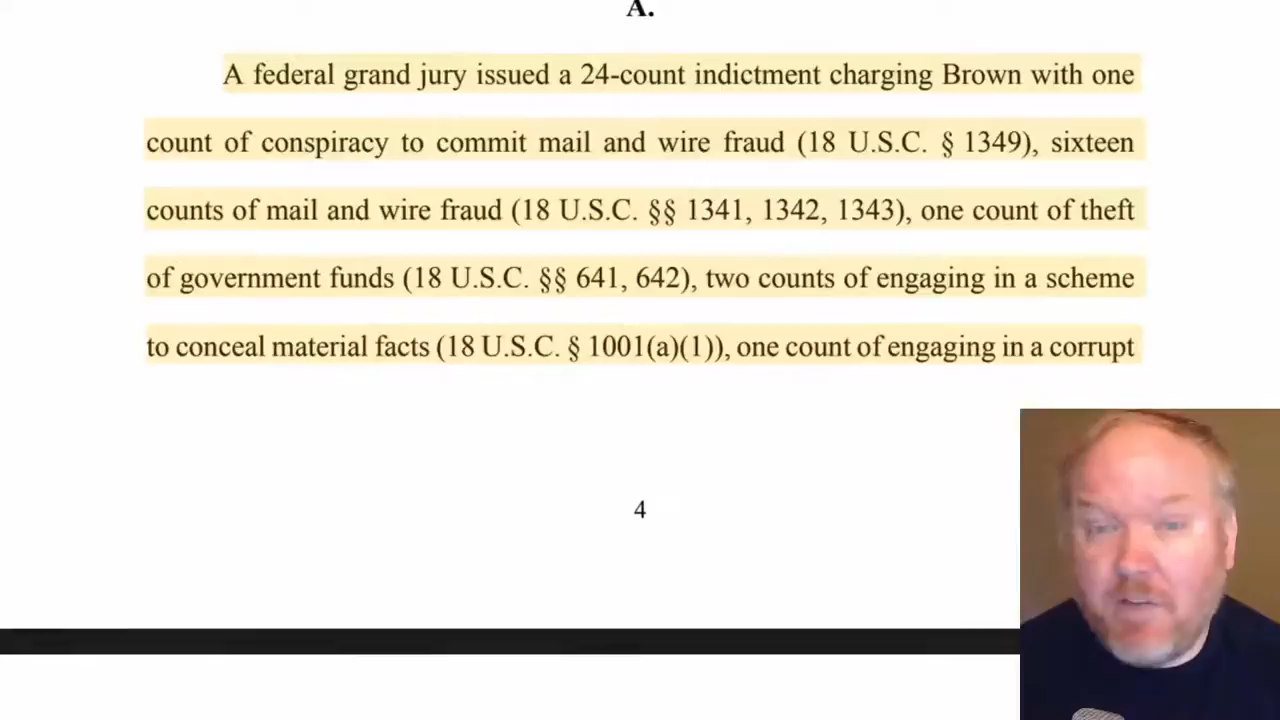 A.
A federal grand jury issued a 24-count indictment charging Brown with one
count of conspiracy to commit mail and wire fraud (18 U.S.C. § 1349), sixteen
counts of mail and wire fraud (18 U.S.C. §§ 1341, 1342, 1343), one count of theft
of government funds (18 U.S.C. §§ 641, 642), two counts of engaging in a scheme
to conceal material facts (18 U.S.C. § 1001(a)(1)), one count of engaging in a corrupt
4